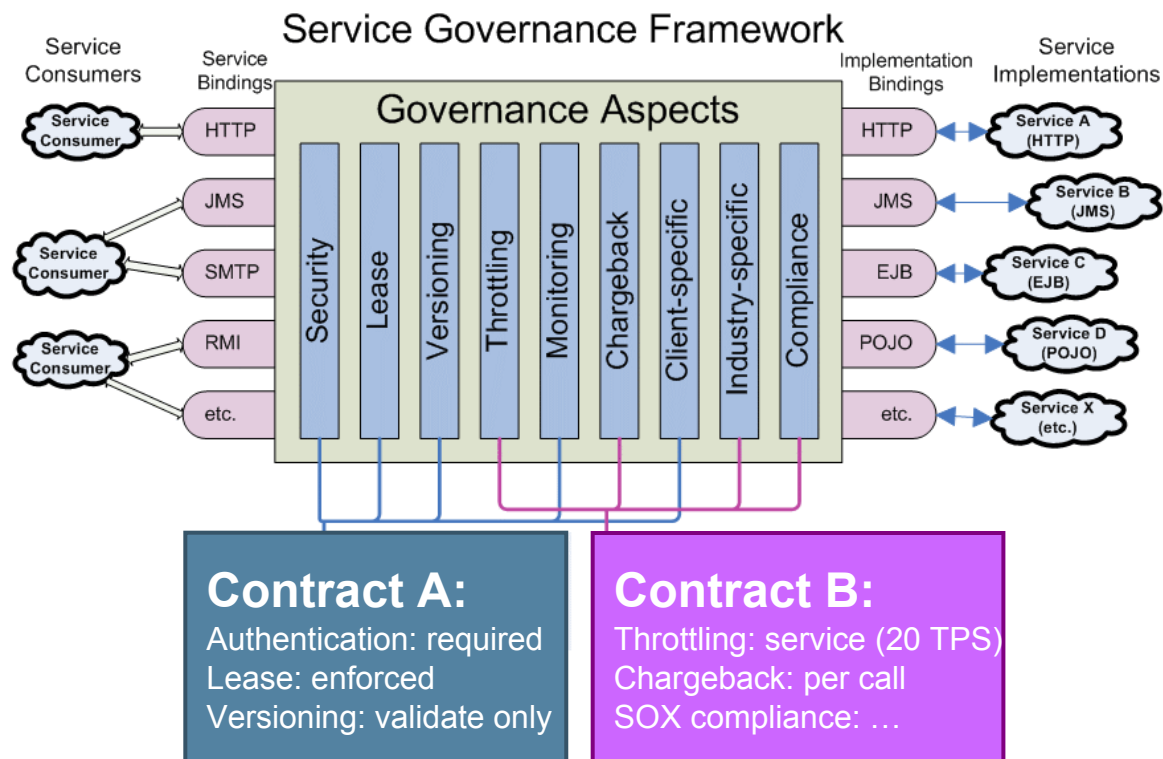 Service Governance Framework
Service
Consumers
Service
Bindings
Implementation
Bindings
Service
Implementations
Governance Aspects
Service
Consumer
HTTP
HTTP
Service A
(HTTP)
JMS
JMS
Service B
(JMS)
Service
Consumer
SMTP
EJB
Service C
(EJB)
Service
Consumer
RMI
POJO
Service D
(POJO)
etc.
etc.
Service X
(etc.)
Security
Lease
Versioning
Throttling
Monitoring
Chargeback
Client-specific
Industry-specific
Compliance
Contract A:
Authentication: required
Lease: enforced
Versioning: validate only
Contract B:
Throttling: service (20 TPS)
Chargeback: per call
SOX compliance: …